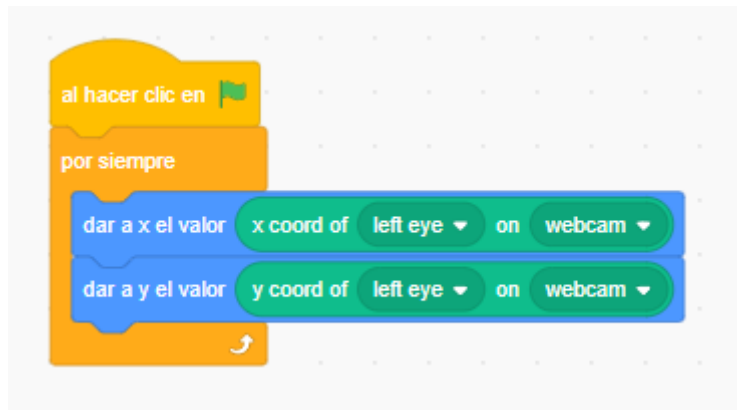 al hacer clic en
por siempre
dar a x el valor x coord of left eye on webcam
dar a y el valor y coord of left eye on webcam